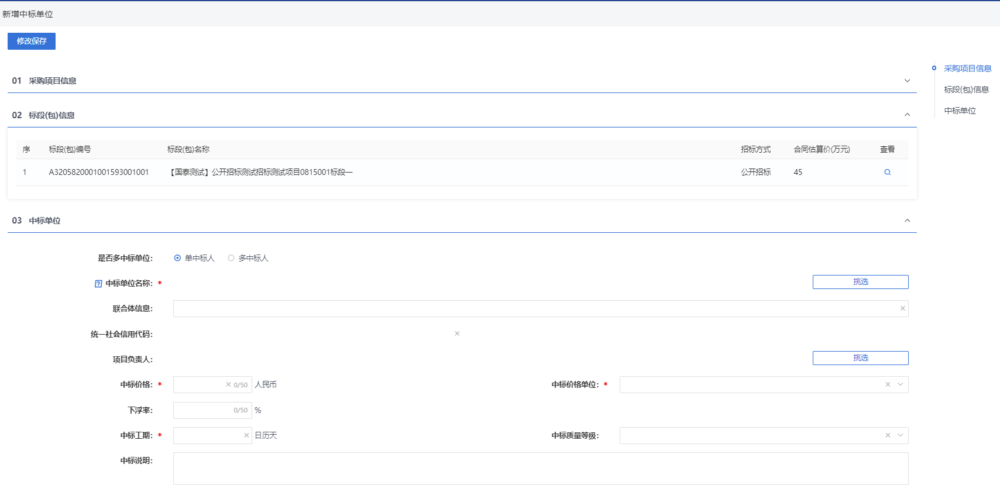 新增中标单位
修改保存
01 采购项目信息
采购项目信息
标段(包)信息
中标单位
02 标段(包)信息
序 标段(包)编号 标段(包)名称 招标方式 合同估算价(万元) 查看
1 A3205820001001593001001 【国泰测试】公开招标测试招标测试项目0815001标段一 公开招标 45
03 中标单位
是否多中标单位： 单中标人 多中标人
? 中标单位名称： * 挑选
联合体信息：
统一社会信用代码：
项目负责人： 挑选
中标价格： * 0/50 人民币 中标价格单位： *
下浮率： 0/50 %
中标工期： * 日历天 中标质量等级：
中标说明：